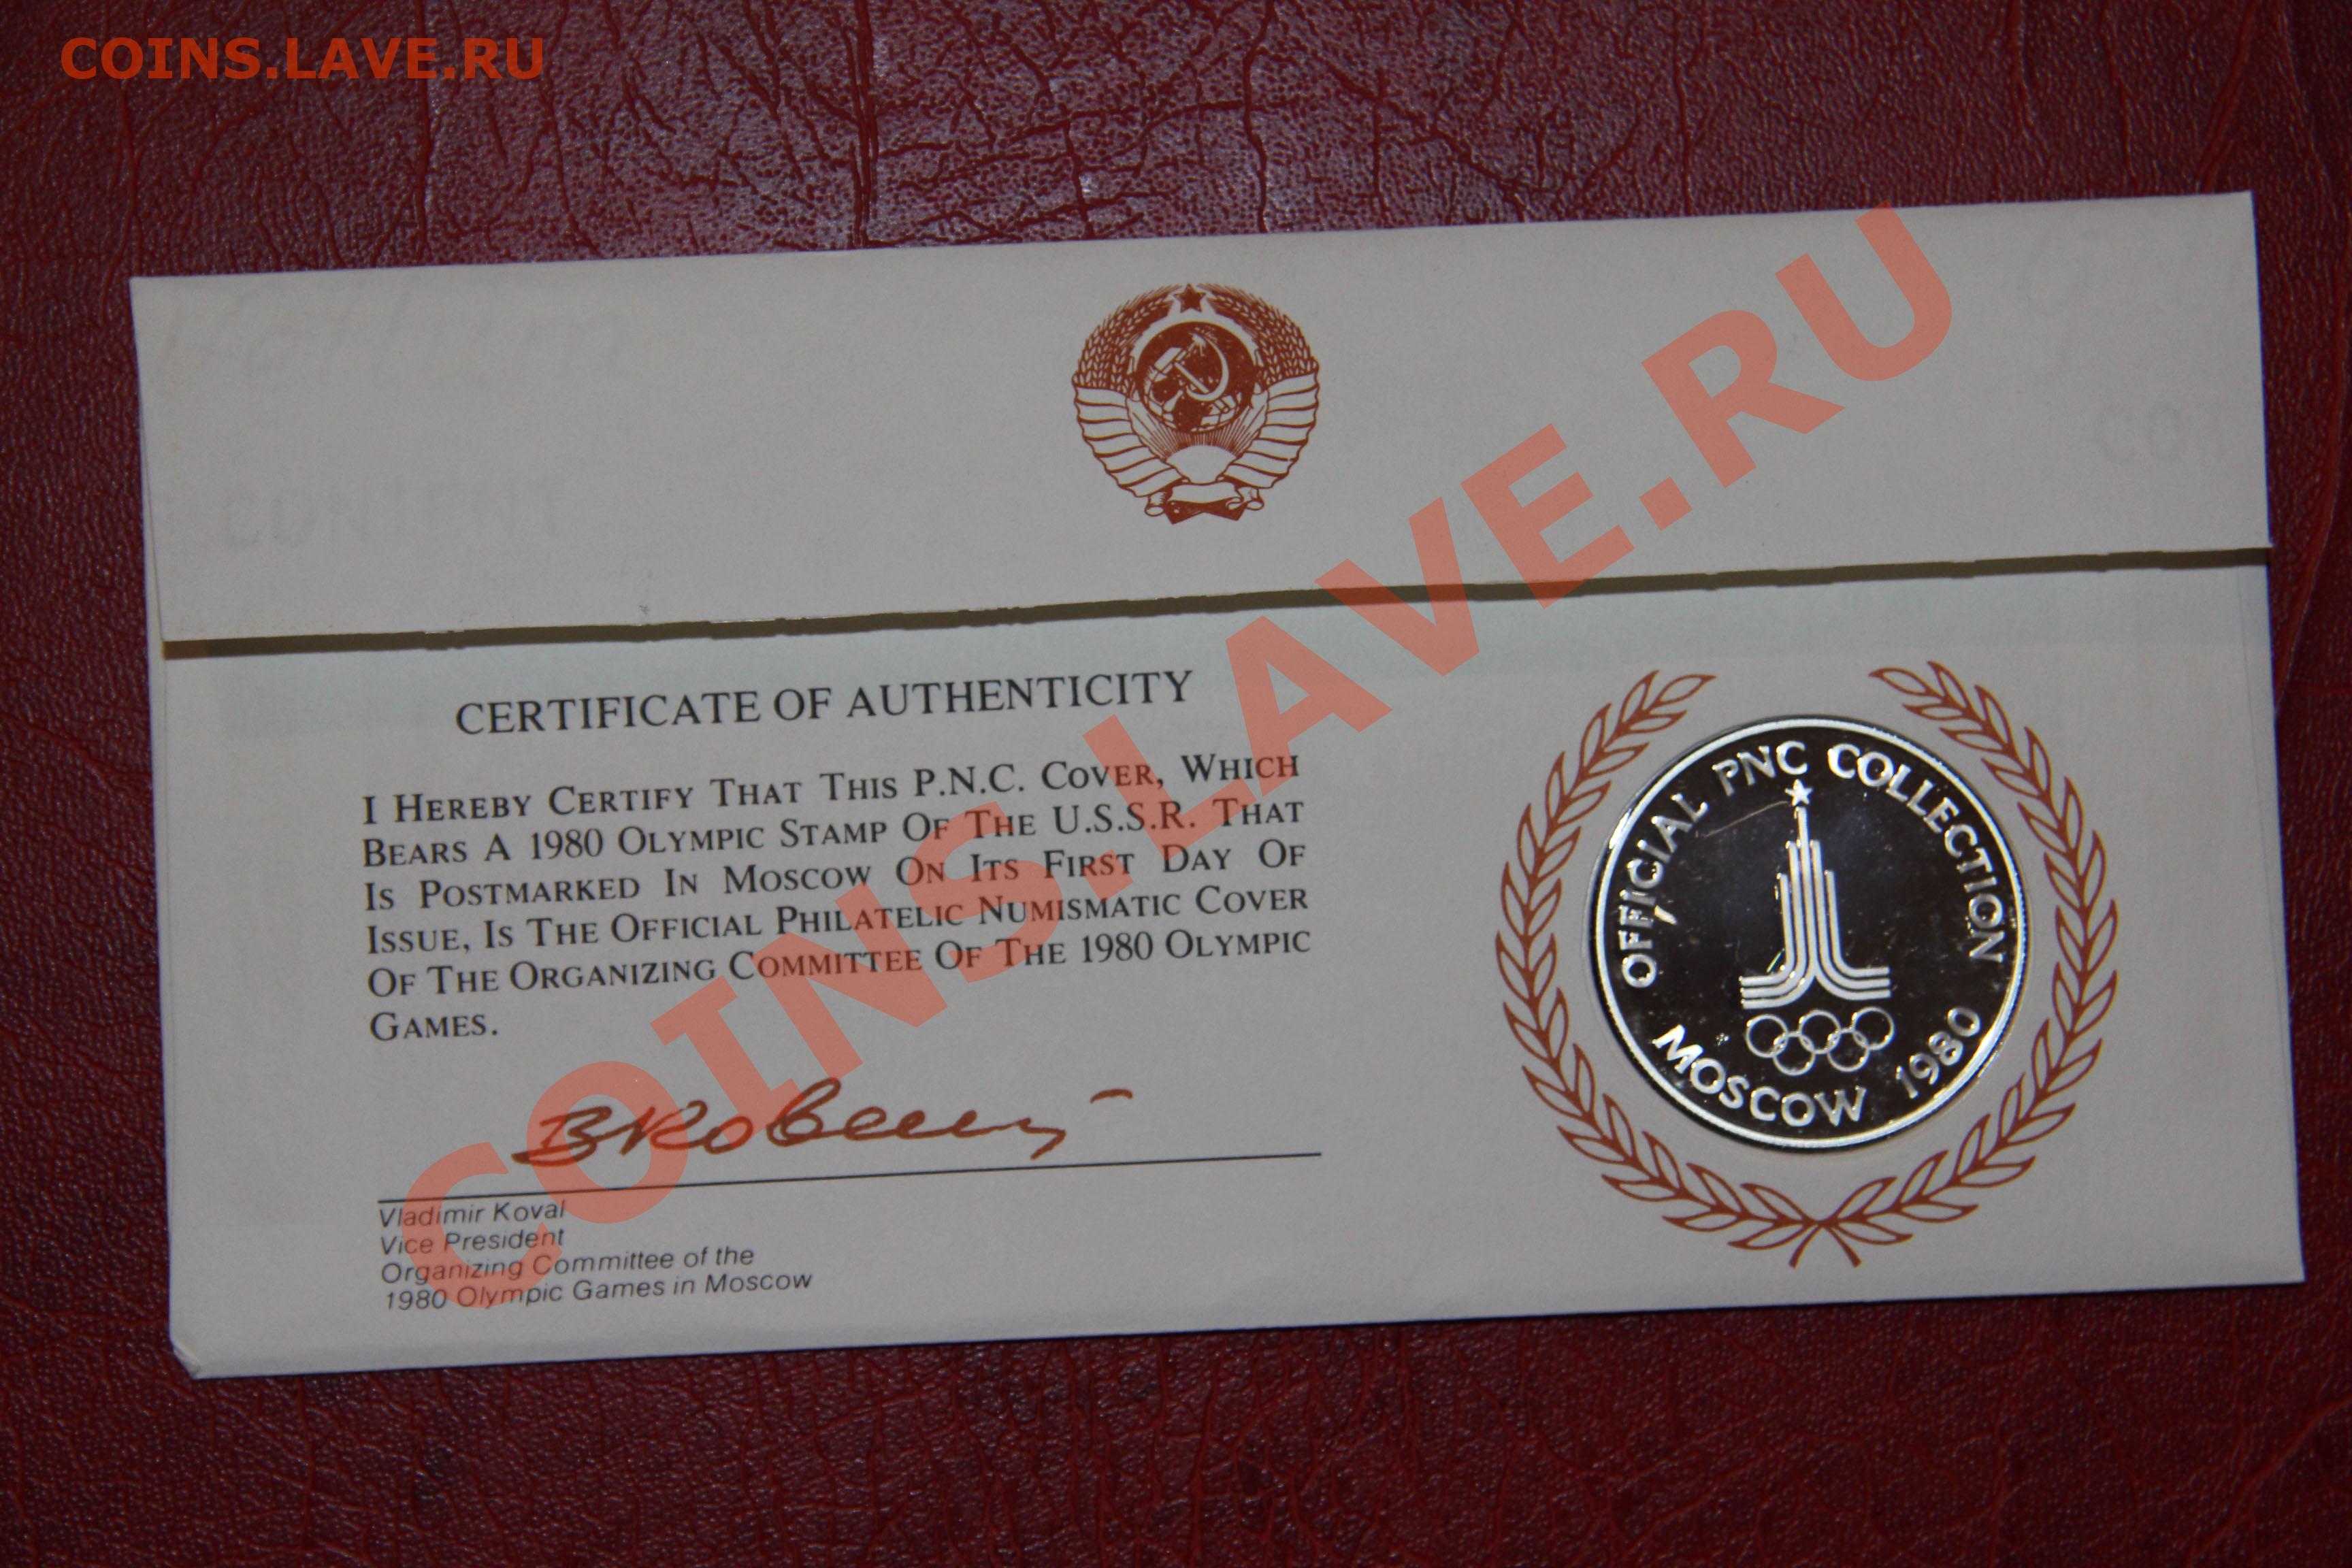 COINS.LAVE.RU
CONTENT
CERTIFICATE OF AUTHENTICITY
I HEREBY CERTIFY THAT THIS P.N.C. COVER, WHICH
BEARS A 1980 OLYMPIC STAMP OF THE U.S.S.R. THAT
IS POSTMARKED IN MOSCOW ON ITS FIRST DAY OF
ISSUE, IS THE OFFICIAL PHILATELIC NUMISMATIC COVER
OF THE ORGANIZING COMMITTEE OF THE 1980 OLYMPIC
GAMES.
Vladimir Koval
Vice President
Organizing Committee of the
1980 Olympic Games in Moscow
OFFICIAL PNC COLLECTION
MOSCOW 1980
COINS.LAVE.RU